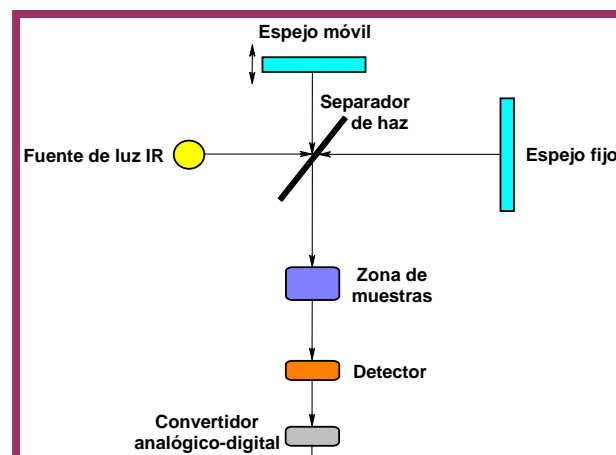 Espejo móvil
Separador
de haz
Fuente de luz IR
Espejo fijo
Zona de
muestras
Detector
Convertidor
analógico-digital